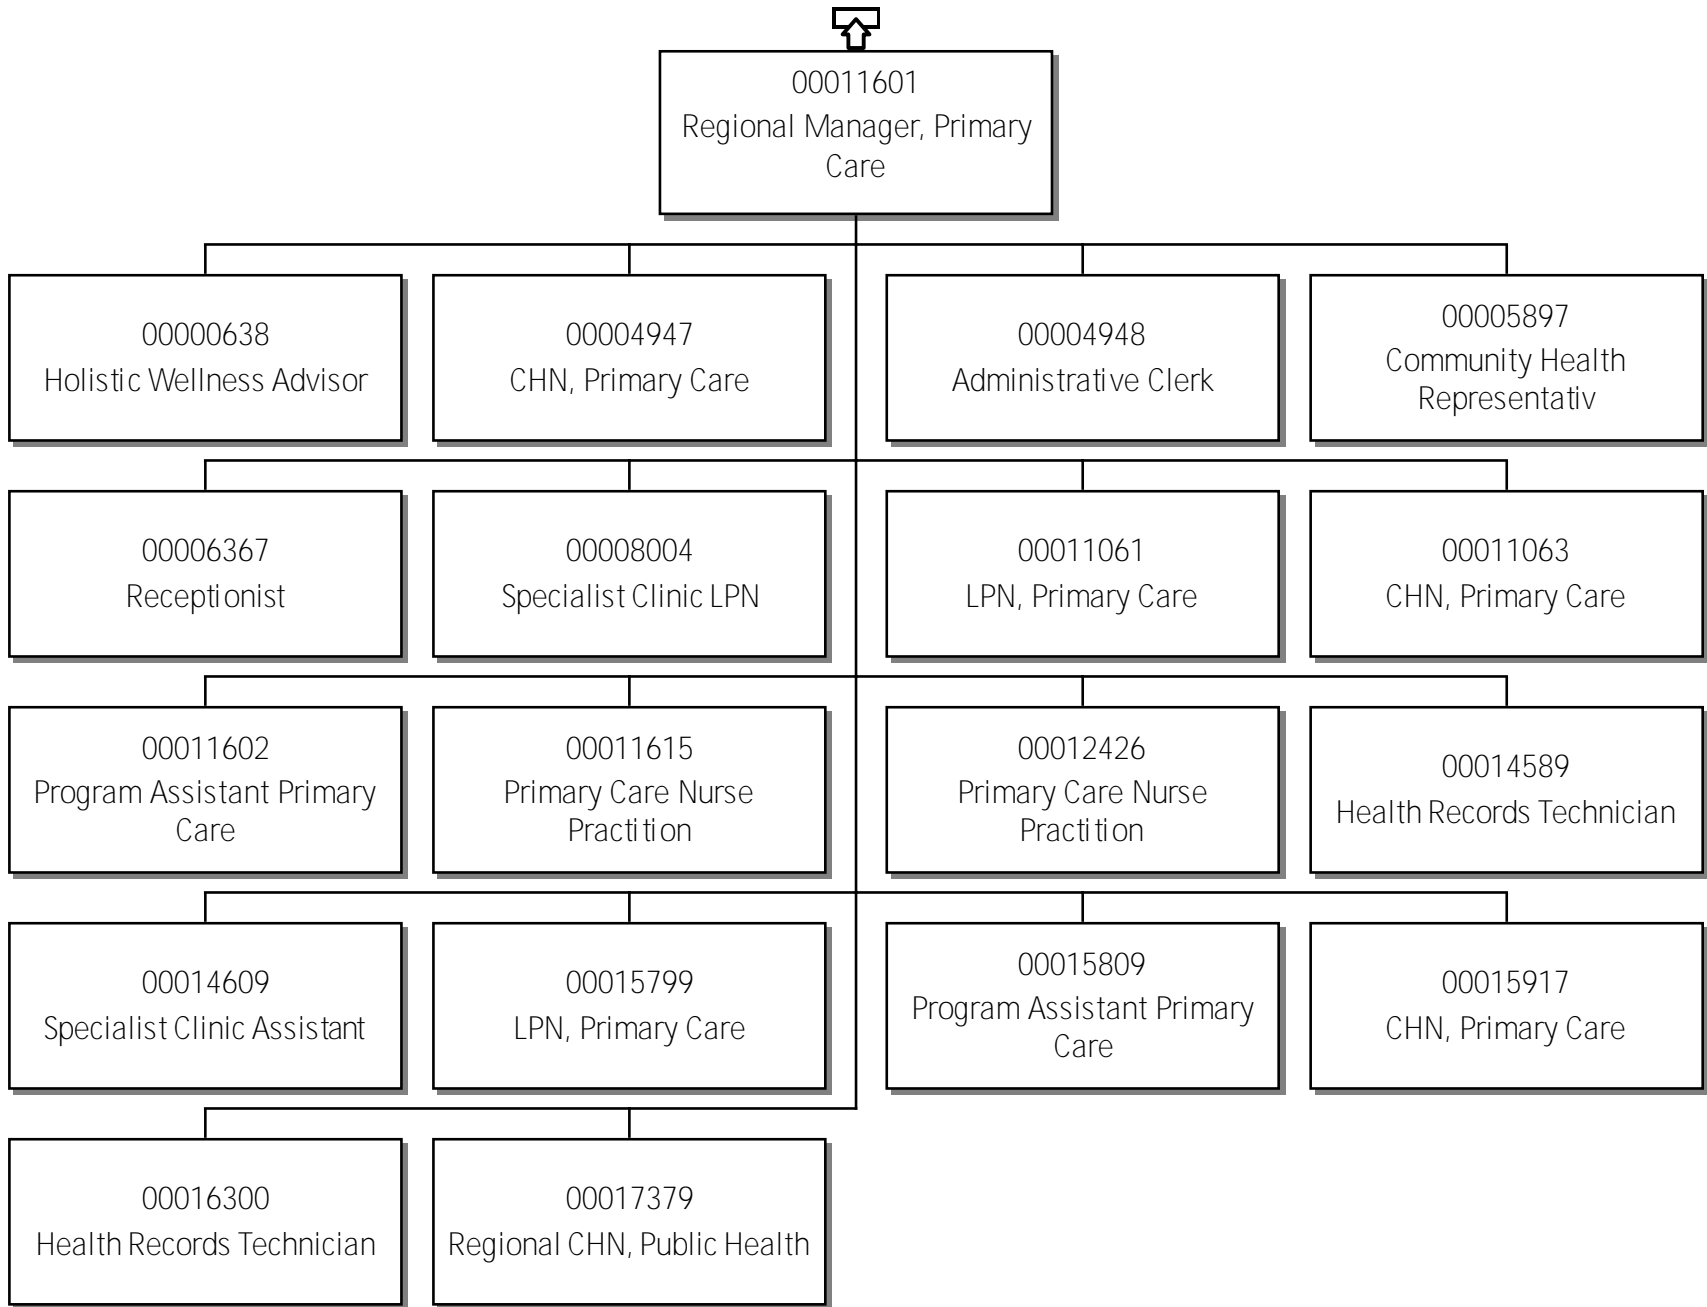 00011601
Regional Manager, Primary
Care
00000638
Holistic Wellness Advisor
00004947
CHN, Primary Care
00004948
Administrative Clerk
00005897
Community Health
Representativ
00006367
Receptionist
00008004
Specialist Clinic LPN
00011061
LPN, Primary Care
00011063
CHN, Primary Care
00011602
Program Assistant Primary
Care
00011615
Primary Care Nurse
Practition
00012426
Primary Care Nurse
Practition
00014589
Health Records Technician
00014609
Specialist Clinic Assistant
00015799
LPN, Primary Care
00015809
Program Assistant Primary
Care
00015917
CHN, Primary Care
00016300
Health Records Technician
00017379
Regional CHN, Public Health